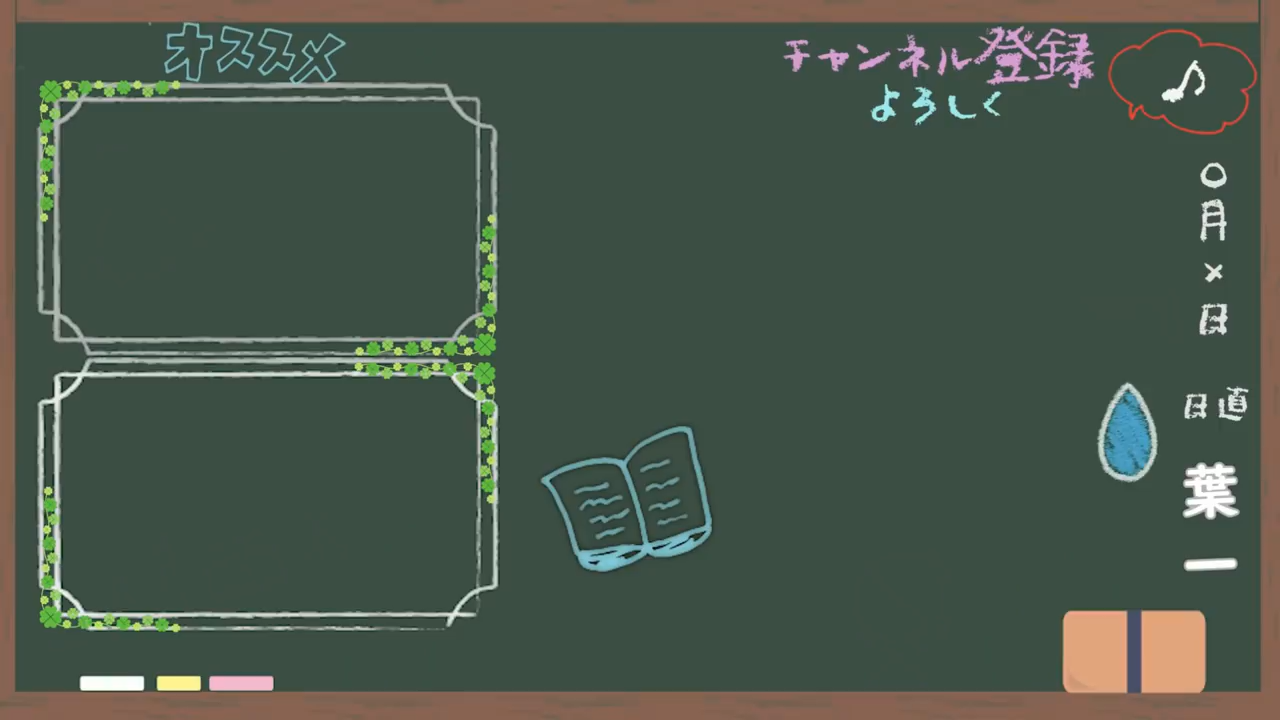 オススメ
チャンネル登録
よろしく
○月×日
日直
葉一